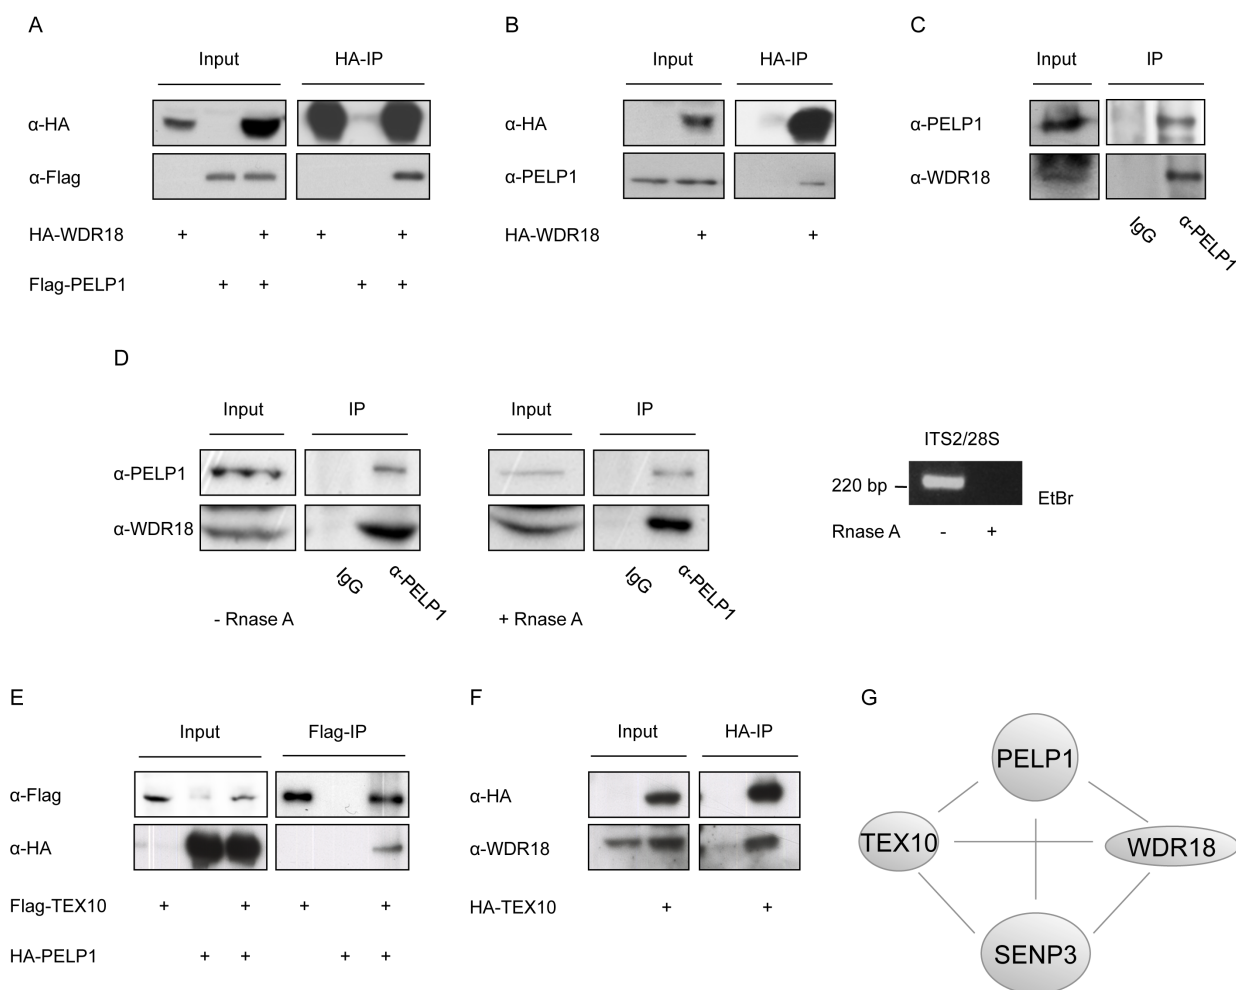 A
Input HA-IP
α-HA
α-Flag
HA-WDR18 + + + +
Flag-PELP1 + + + +
B
Input HA-IP
α-HA
α-PELP1
HA-WDR18 + +
C
Input IP
α-PELP1
α-WDR18
IgG α-PELP1
D
Input IP
α-PELP1
α-WDR18
IgG α-PELP1
- Rnase A
Input IP
IgG α-PELP1
+ Rnase A
ITS2/28S
220 bp
EtBr
Rnase A - +
E
Input Flag-IP
α-Flag
α-HA
Flag-TEX10 + + + +
HA-PELP1 + + + +
F
Input HA-IP
α-HA
α-WDR18
HA-TEX10 + +
G
PELP1
TEX10 WDR18
SENP3